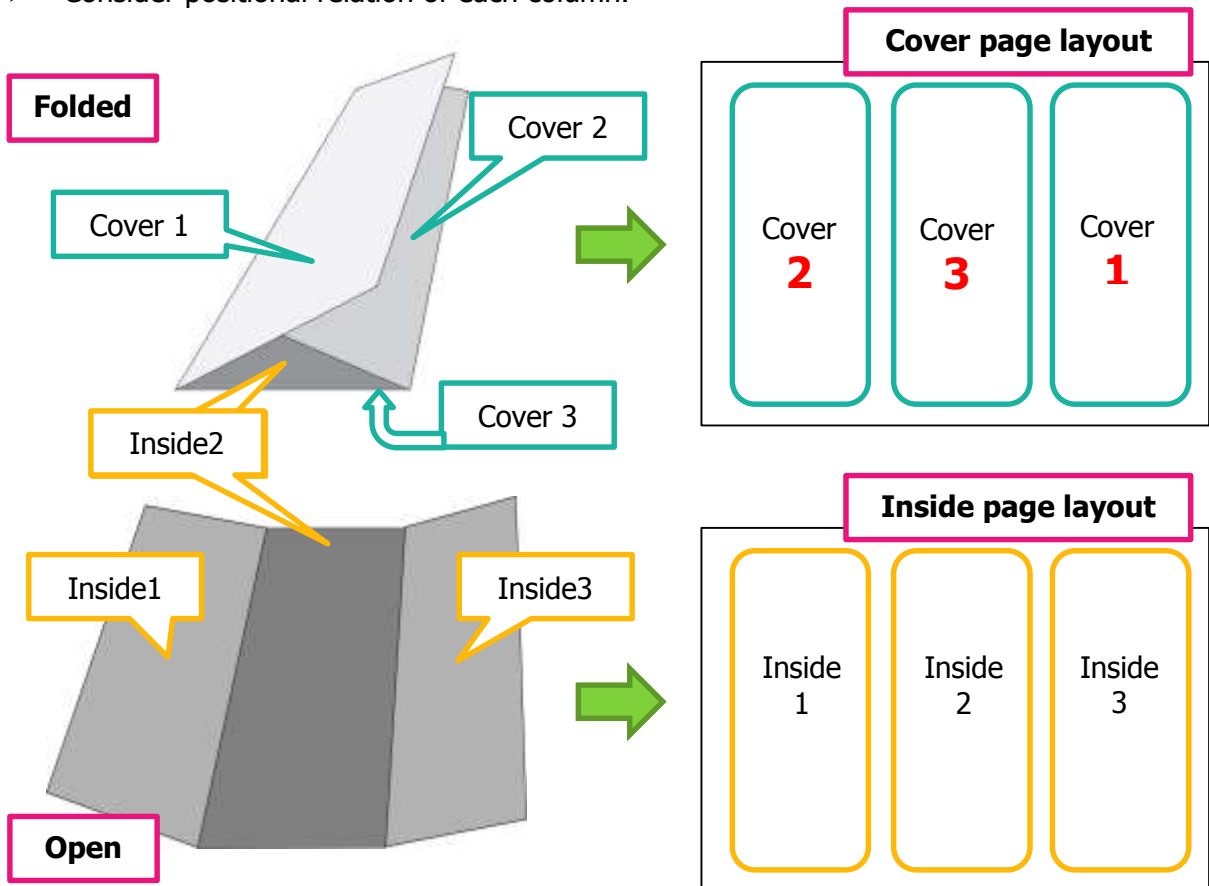 Consider positional relation of each column.
Cover page layout
Folded
Cover 2
Cover 1
Cover
2
Cover
3
Cover
1
Cover 3
Inside2
Inside page layout
Inside1
Inside3
Inside
1
Inside
2
Inside
3
Open